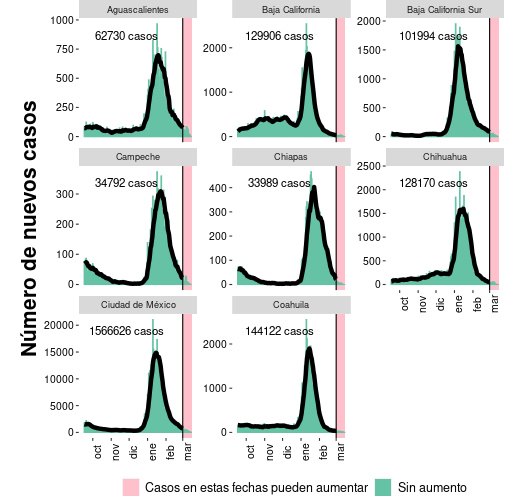 Aguascalientes
Baja California
Baja California Sur
62730 casos
129906 casos
101994 casos
1000
750
500
250
0
2000
1000
0
2000
1500
1000
500
0
Campeche
Chiapas
Chihuahua
34792 casos
33989 casos
128170 casos
300
200
100
0
400
300
200
100
0
2500
2000
1500
1000
500
0
oct
nov
dic
ene
feb
mar
Ciudad de México
Coahuila
1566626 casos
144122 casos
20000
15000
10000
5000
0
2000
1000
0
oct
nov
dic
ene
feb
mar
oct
nov
dic
ene
feb
mar
Número de nuevos casos
Casos en estas fechas pueden aumentar
Sin aumento